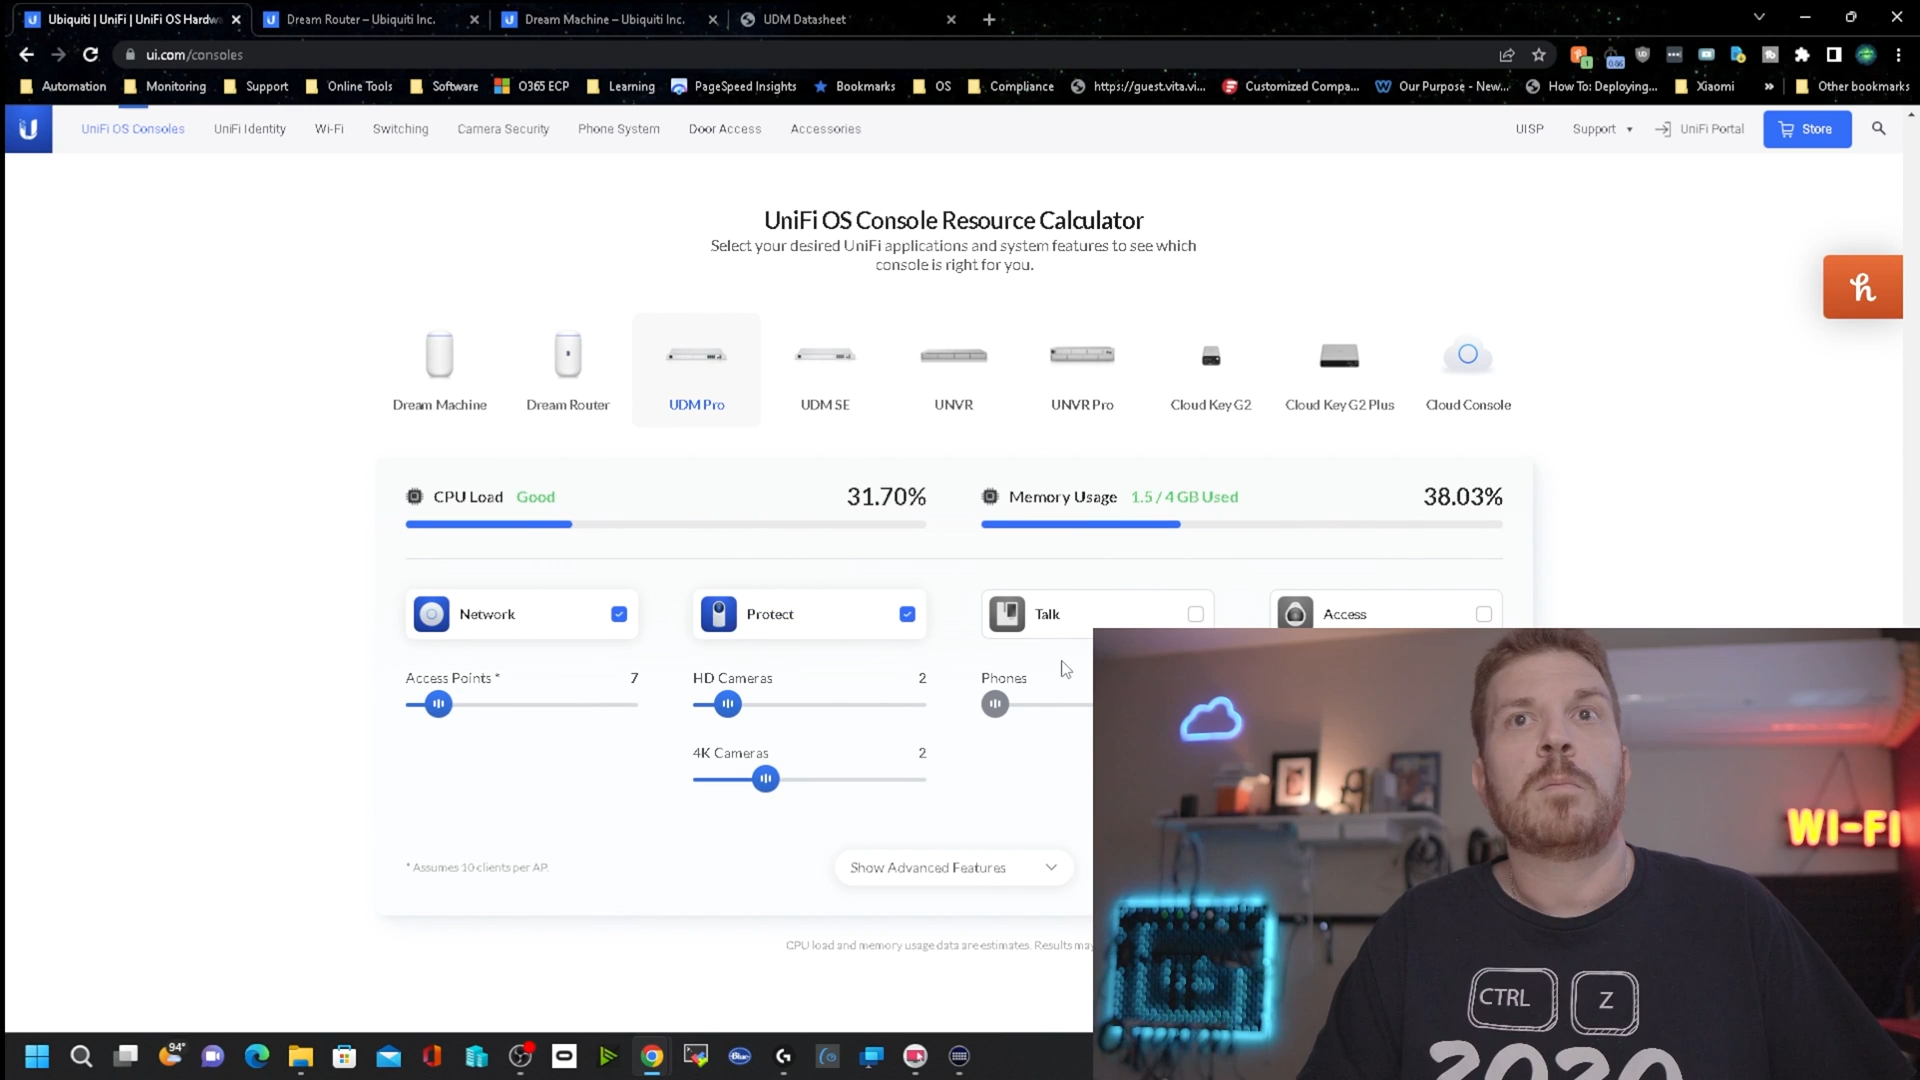 Ubiquiti | UniFi | UniFi OS Hardw
Dream Router – Ubiquiti Inc.
Dream Machine – Ubiquiti Inc.
UDM Datasheet
ui.com/consoles
Automation
Monitoring
Support
Online Tools
Software
O365 ECP
Learning
PageSpeed Insights
Bookmarks
OS
Compliance
https://guest.vita.vi...
Customized Compa...
Our Purpose - New...
How To: Deploying...
Xiaomi
»
Other bookmarks
UniFi OS Consoles
UniFi Identity
Wi-Fi
Switching
Camera Security
Phone System
Door Access
Accessories
UISP
Support
UniFi Portal
Store
UniFi OS Console Resource Calculator
Select your desired UniFi applications and system features to see which
console is right for you.
Dream Machine
Dream Router
UDM Pro
UDM SE
UNVR
UNVR Pro
Cloud Key G2
Cloud Key G2 Plus
Cloud Console
CPU Load Good 31.70%
Memory Usage 1.5 / 4 GB Used 38.03%
Network
Protect
Talk
Access
Access Points * 7
HD Cameras 2
Phones
4K Cameras 2
* Assumes 10 clients per AP.
Show Advanced Features
CPU load and memory usage data are estimates. Results may
94°
WI-FI
CTRL Z
2020